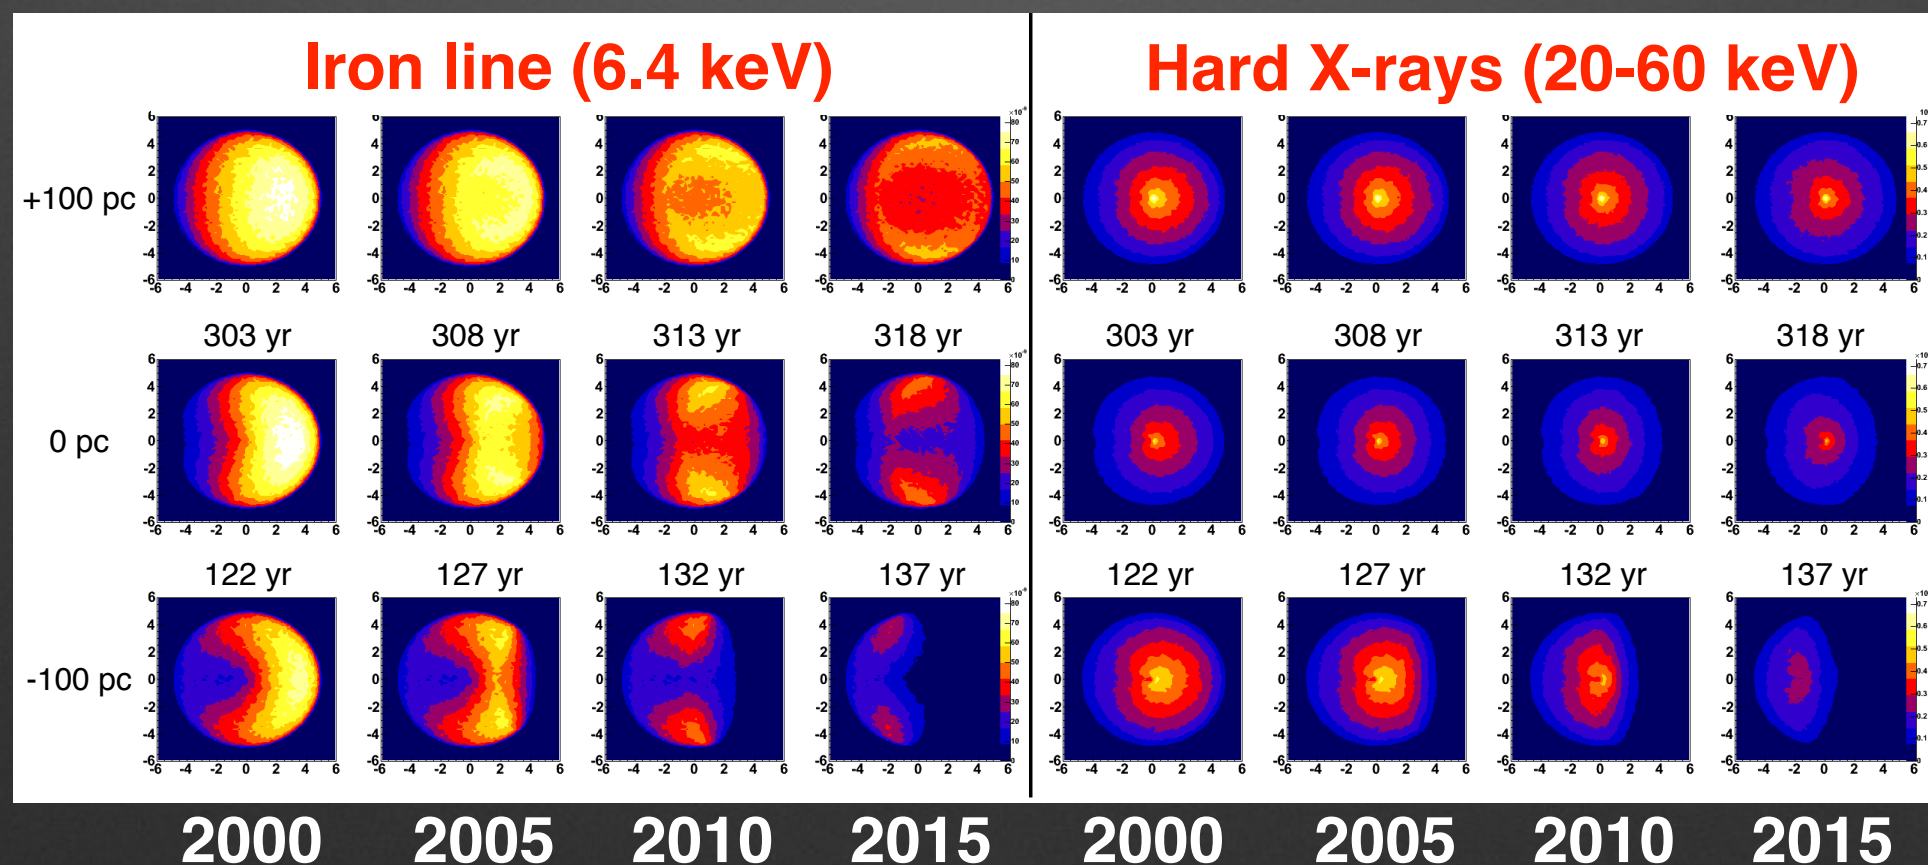 Iron line (6.4 keV)
Hard X-rays (20-60 keV)
+100 pc
303 yr 308 yr 313 yr 318 yr 303 yr 308 yr 313 yr 318 yr
0 pc
122 yr 127 yr 132 yr 137 yr 122 yr 127 yr 132 yr 137 yr
-100 pc
2000 2005 2010 2015 2000 2005 2010 2015